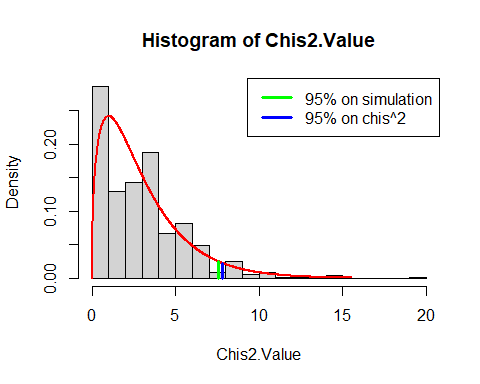 Histogram of Chis2.Value
95% on simulation
95% on chis^2
Density
0.20
0.10
0.00
0 5 10 15 20
Chis2.Value